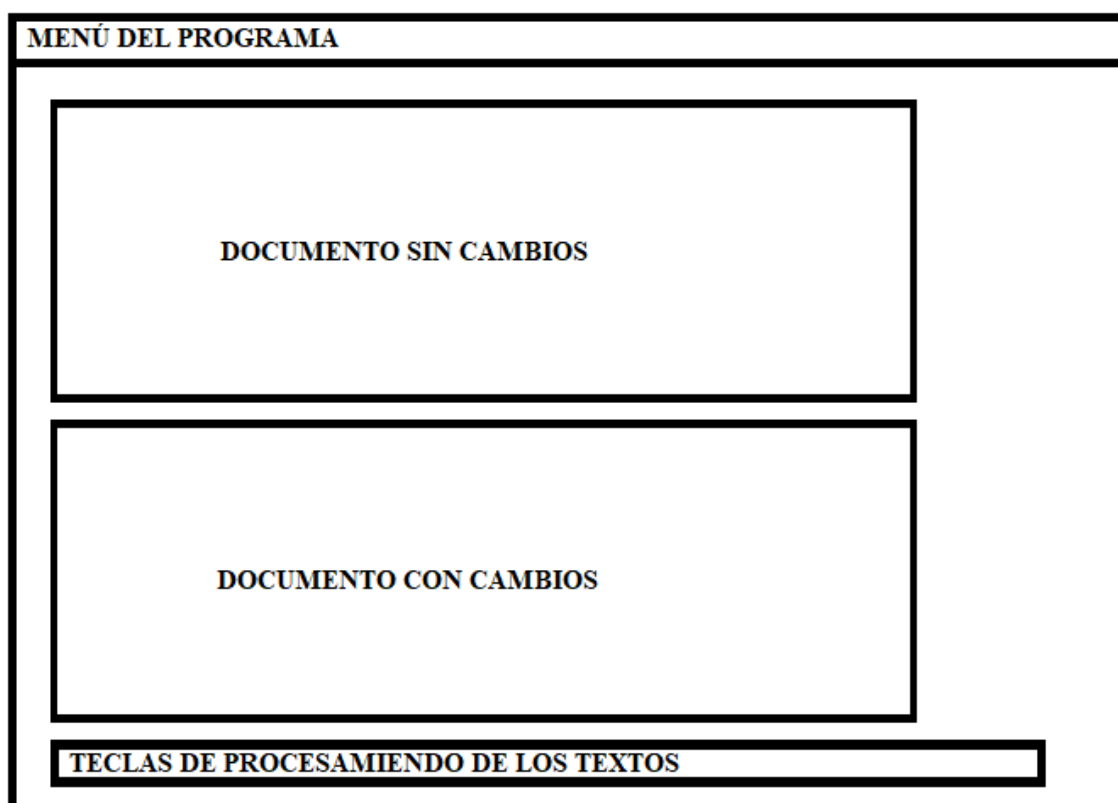 MENÚ DEL PROGRAMA
DOCUMENTO SIN CAMBIOS
DOCUMENTO CON CAMBIOS
TECLAS DE PROCESAMIENDO DE LOS TEXTOS